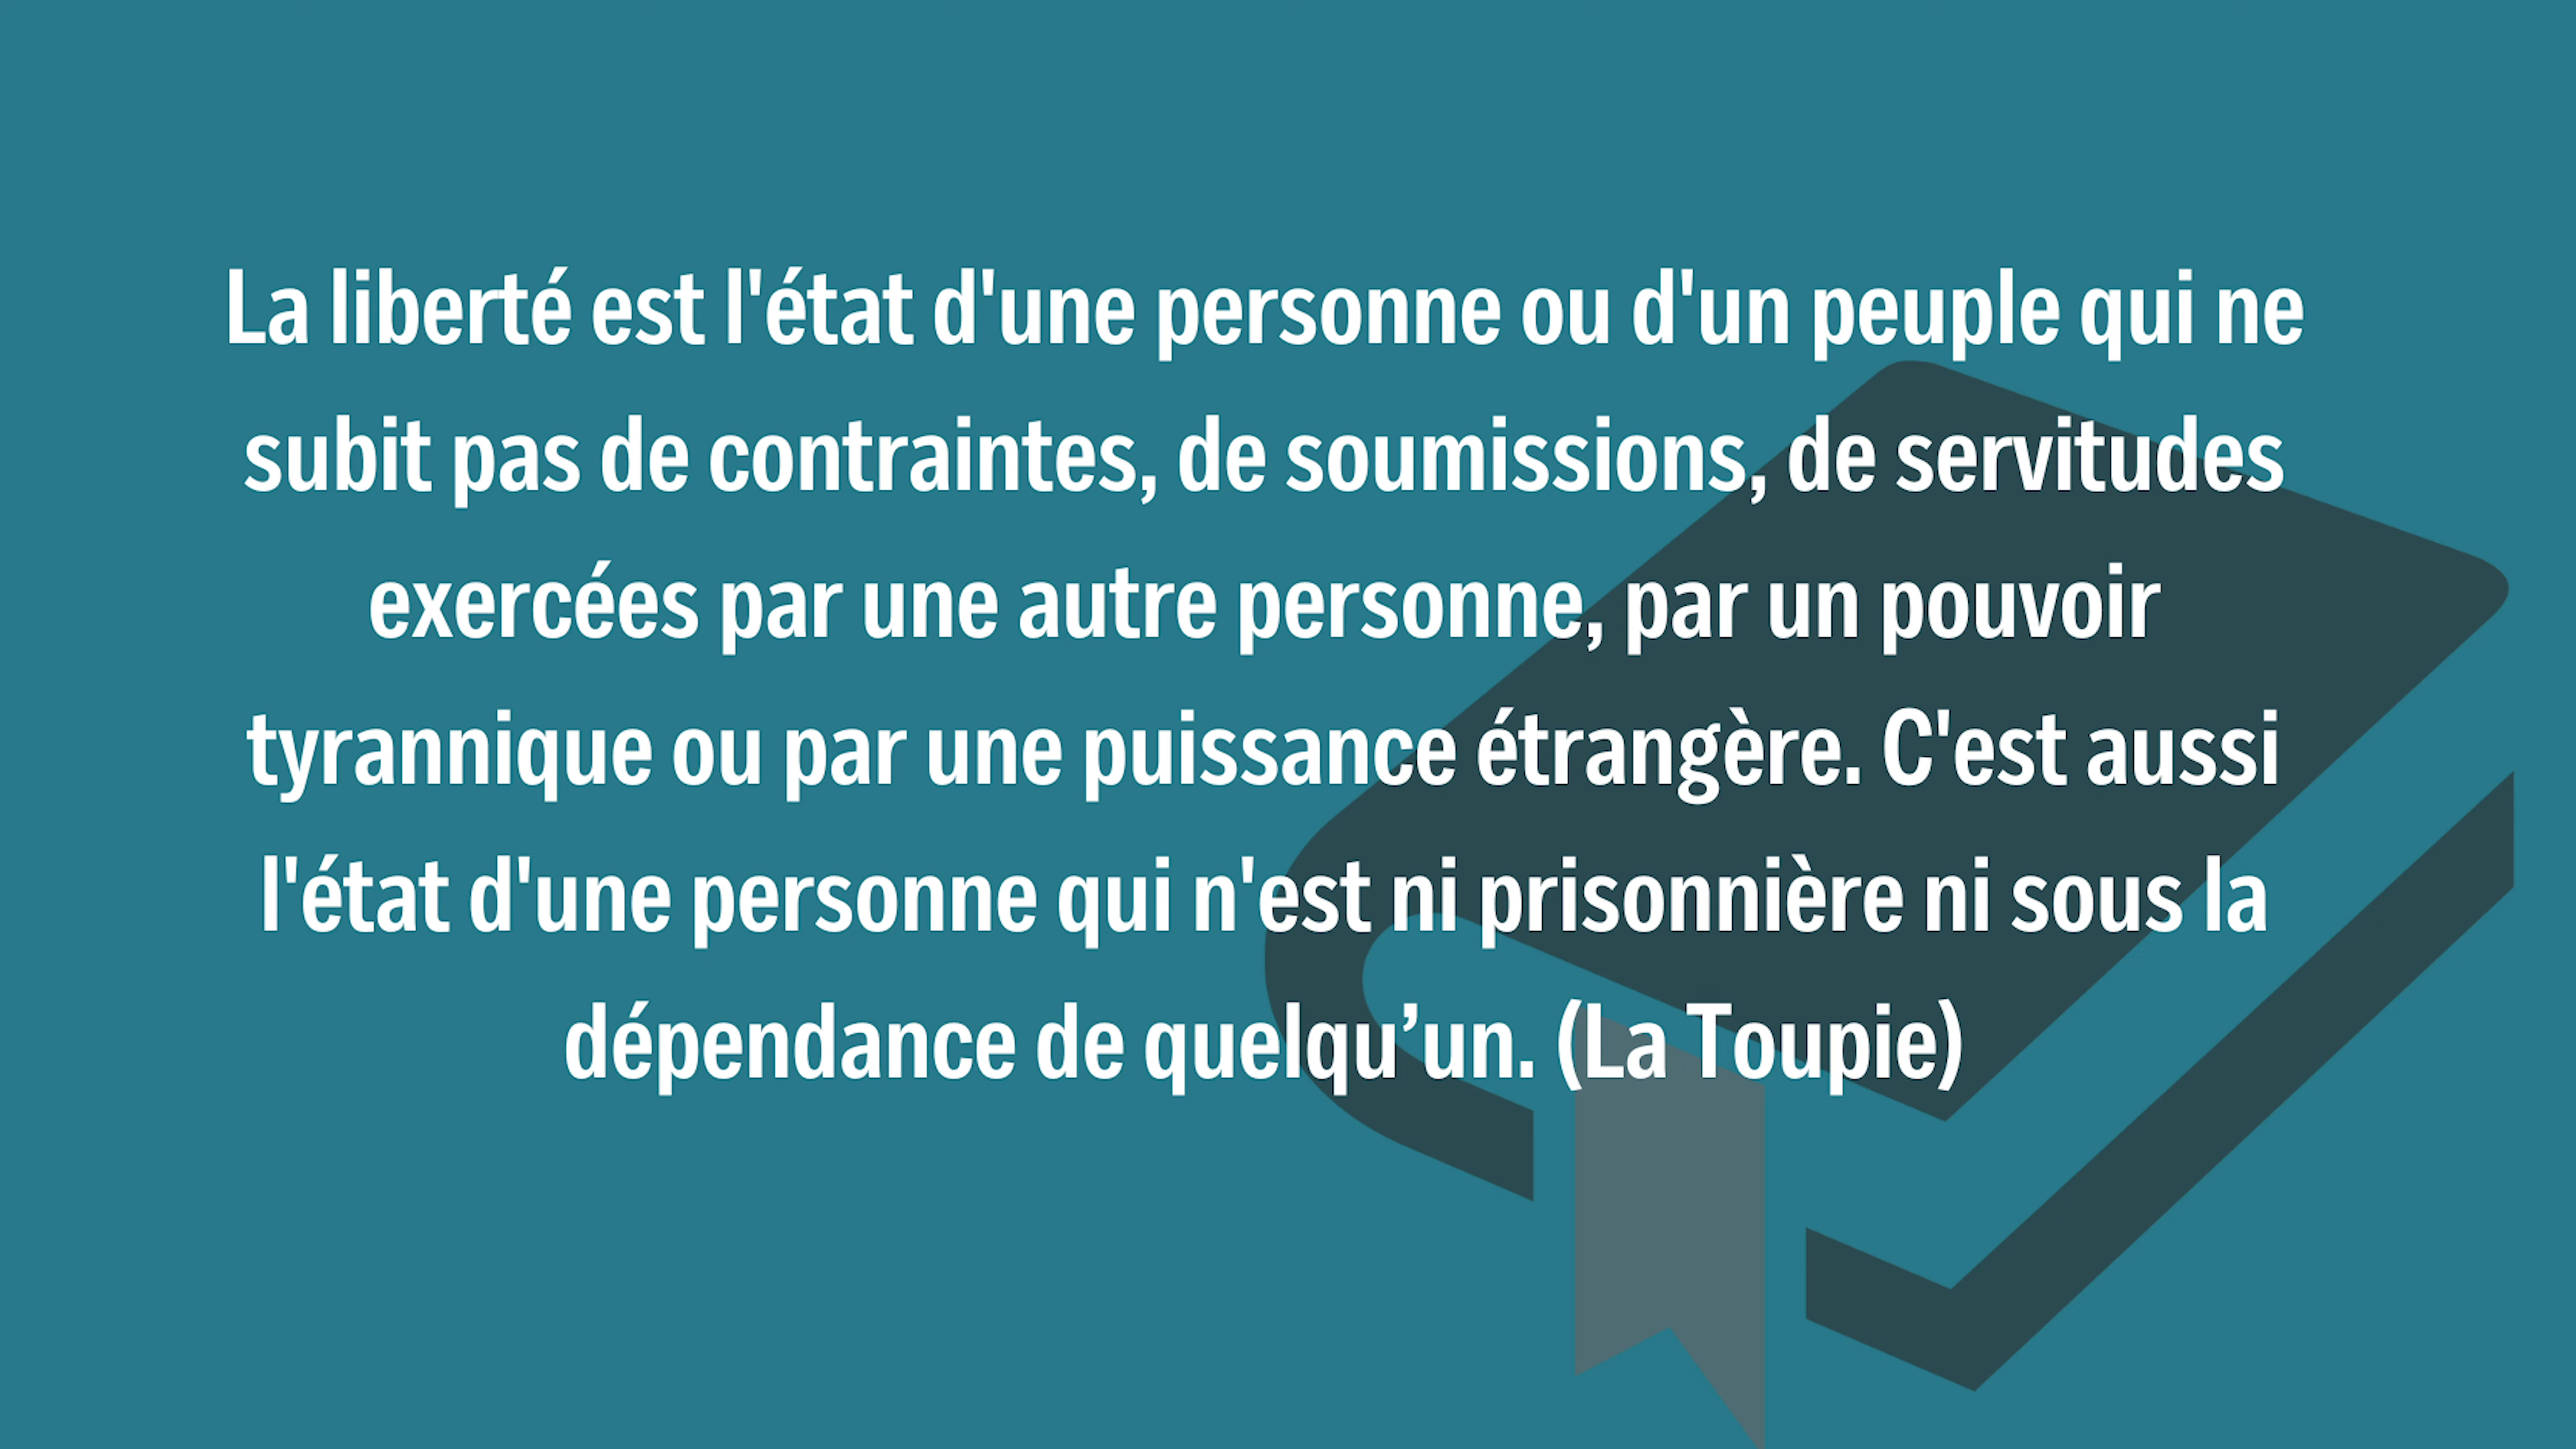 La liberté est l'état d'une personne ou d'un peuple qui ne
subit pas de contraintes, de soumissions, de servitudes
exercées par une autre personne, par un pouvoir
tyrannique ou par une puissance étrangère. C'est aussi
l'état d'une personne qui n'est ni prisonnière ni sous la
dépendance de quelqu’un. (La Toupie)